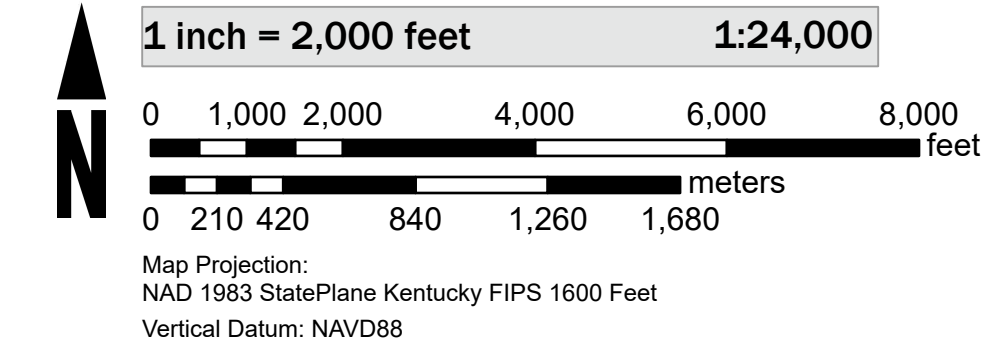 1 inch = 2,000 feet 1:24,000
0 1,000 2,000 4,000 6,000 8,000
feet
meters
0 210 420 840 1,260 1,680
N
Map Projection:
NAD 1983 StatePlane Kentucky FIPS 1600 Feet
Vertical Datum: NAVD88